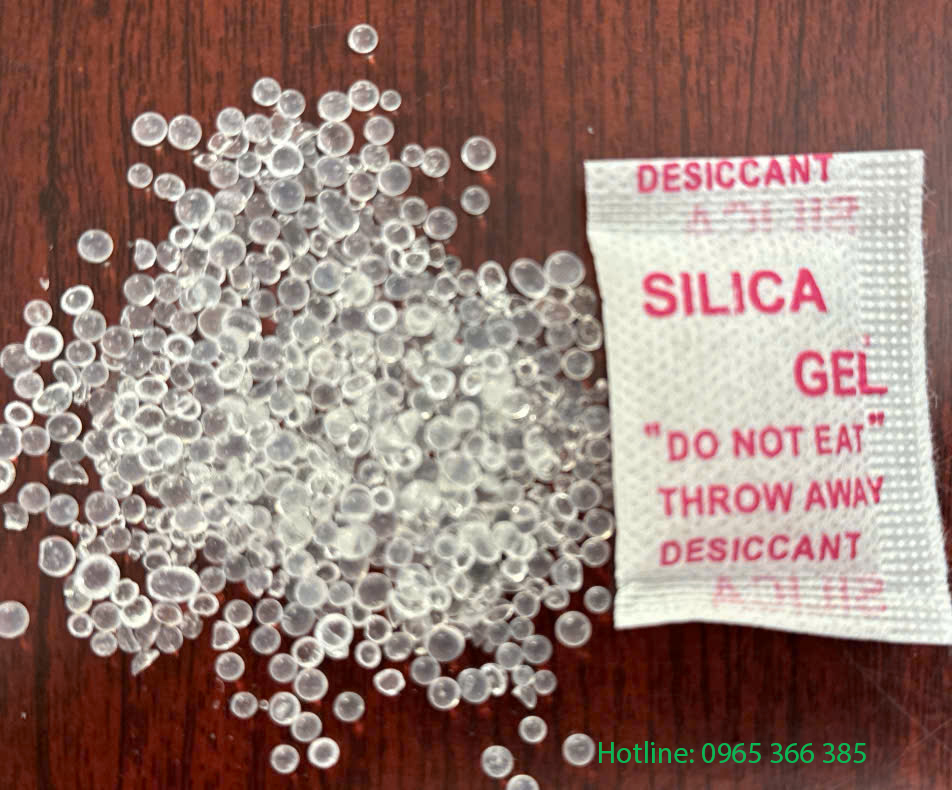 DESICCANT
SILICA
GEL
"DO NOT EAT"
THROW AWAY
DESICCANT
Hotline: 0965 366 385